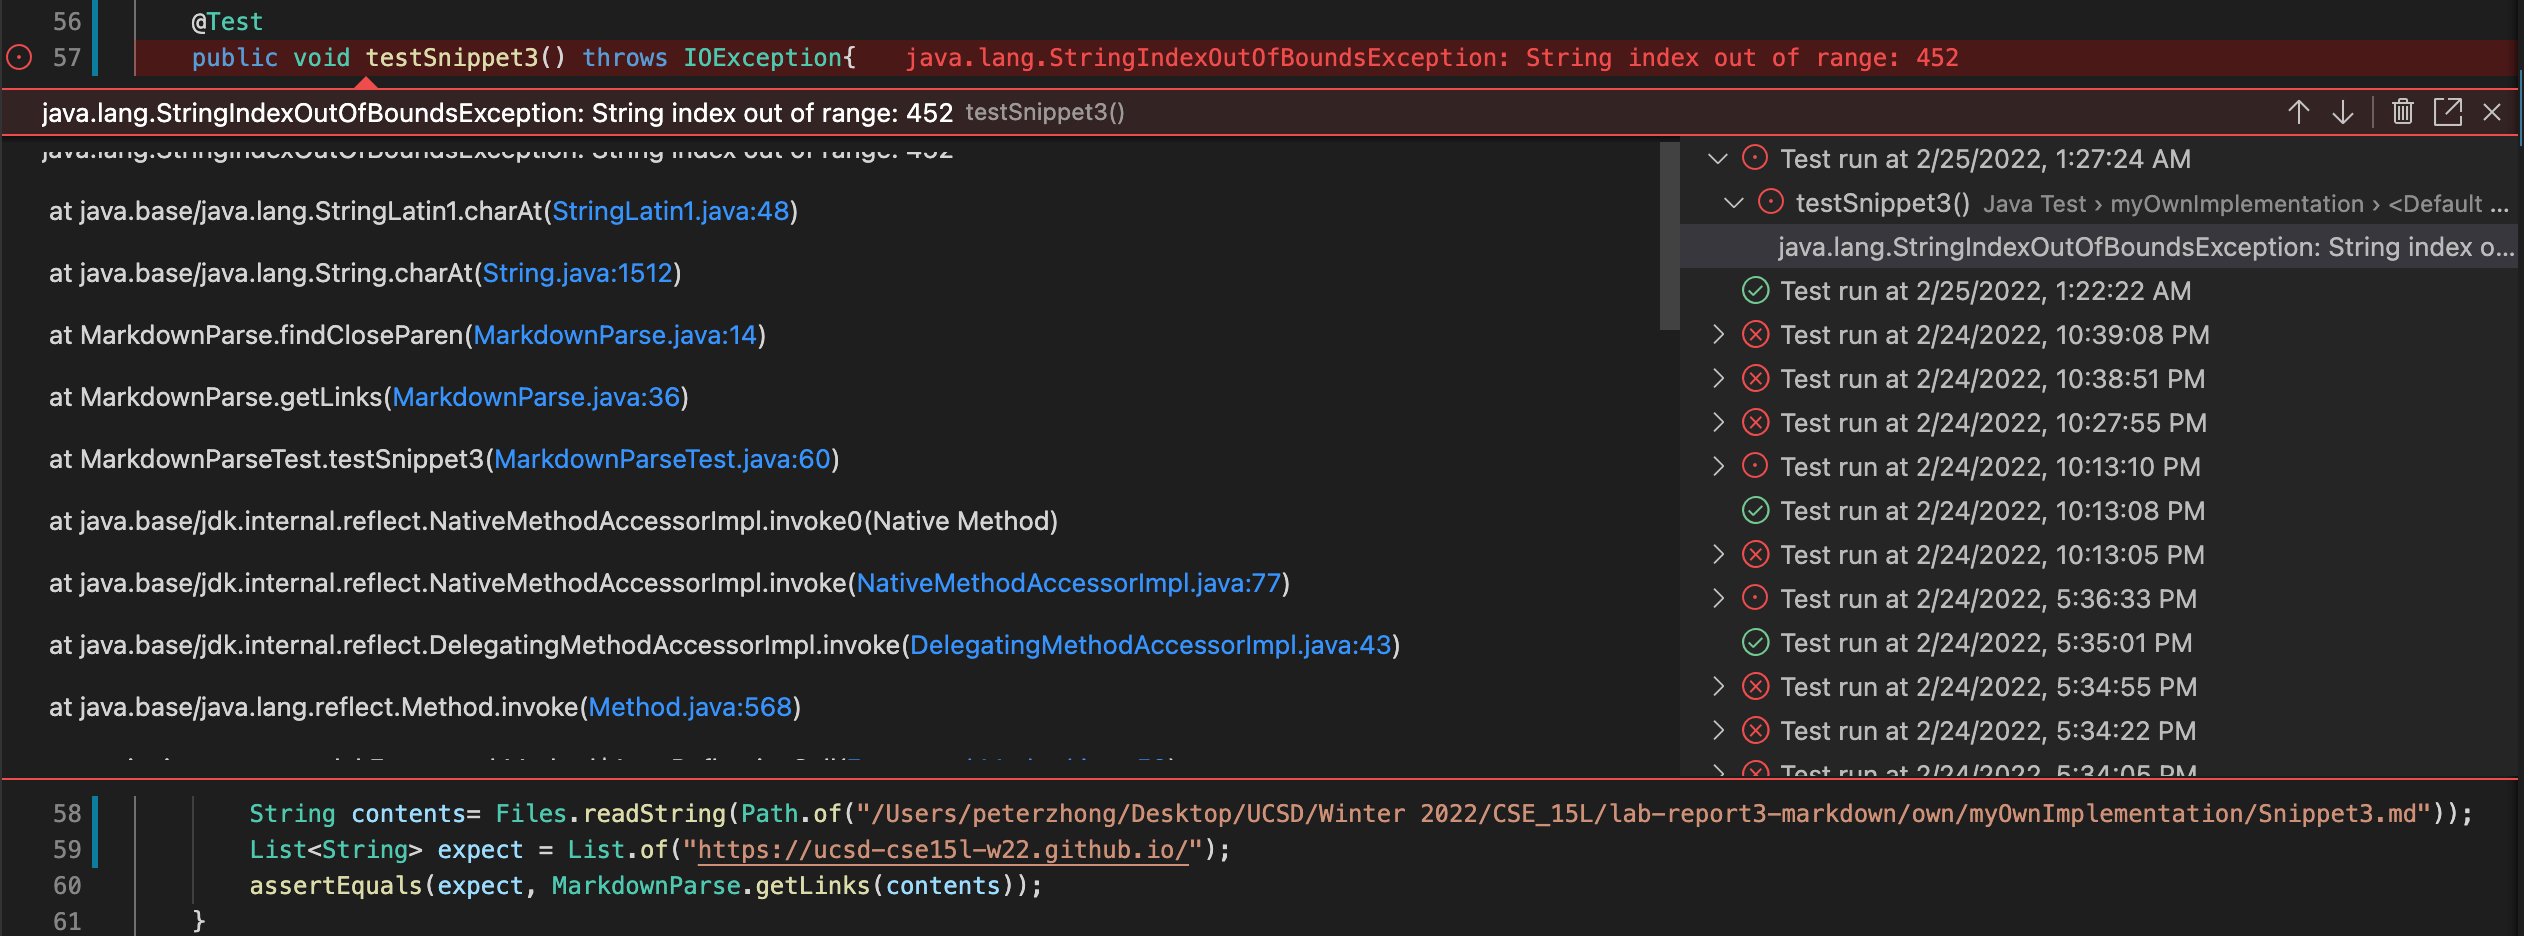 56 @Test
57 public void testSnippet3() throws IOException{ java.lang.StringIndexOutOfBoundsException: String index out of range: 452
java.lang.StringIndexOutOfBoundsException: String index out of range: 452 testSnippet3()
java.lang.StringIndexOutOfBoundsException: String index out of range: 452
at java.base/java.lang.StringLatin1.charAt(StringLatin1.java:48)
at java.base/java.lang.String.charAt(String.java:1512)
at MarkdownParse.findCloseParen(MarkdownParse.java:14)
at MarkdownParse.getLinks(MarkdownParse.java:36)
at MarkdownParseTest.testSnippet3(MarkdownParseTest.java:60)
at java.base/jdk.internal.reflect.NativeMethodAccessorImpl.invoke0(Native Method)
at java.base/jdk.internal.reflect.NativeMethodAccessorImpl.invoke(NativeMethodAccessorImpl.java:77)
at java.base/jdk.internal.reflect.DelegatingMethodAccessorImpl.invoke(DelegatingMethodAccessorImpl.java:43)
at java.base/java.lang.reflect.Method.invoke(Method.java:568)
Test run at 2/25/2022, 1:27:24 AM
testSnippet3() Java Test › myOwnImplementation › <Default ...
java.lang.StringIndexOutOfBoundsException: String index o...
Test run at 2/25/2022, 1:22:22 AM
Test run at 2/24/2022, 10:39:08 PM
Test run at 2/24/2022, 10:38:51 PM
Test run at 2/24/2022, 10:27:55 PM
Test run at 2/24/2022, 10:13:10 PM
Test run at 2/24/2022, 10:13:08 PM
Test run at 2/24/2022, 10:13:05 PM
Test run at 2/24/2022, 5:36:33 PM
Test run at 2/24/2022, 5:35:01 PM
Test run at 2/24/2022, 5:34:55 PM
Test run at 2/24/2022, 5:34:22 PM
Test run at 2/24/2022, 5:34:05 PM
58 String contents= Files.readString(Path.of("/Users/peterzhong/Desktop/UCSD/Winter 2022/CSE_15L/lab-report3-markdown/own/myOwnImplementation/Snippet3.md"));
59 List<String> expect = List.of("https://ucsd-cse15l-w22.github.io/");
60 assertEquals(expect, MarkdownParse.getLinks(contents));
61 }